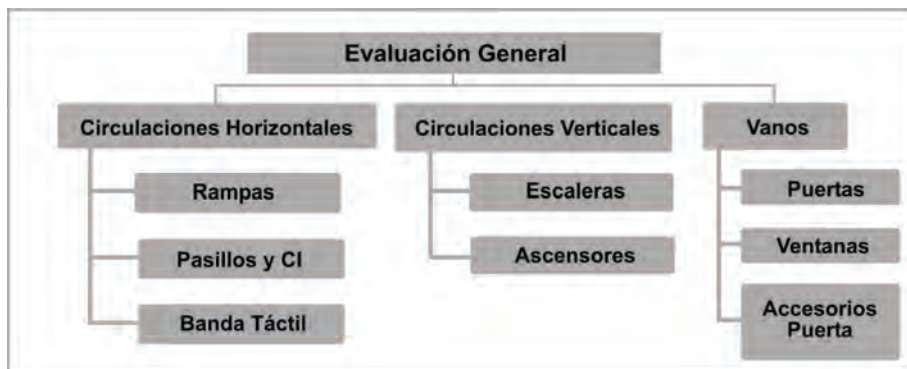 Evaluación General
Circulaciones Horizontales
Rampas
Pasillos y CI
Banda Táctil
Circulaciones Verticales
Escaleras
Ascensores
Vanos
Puertas
Ventanas
Accesorios
Puerta